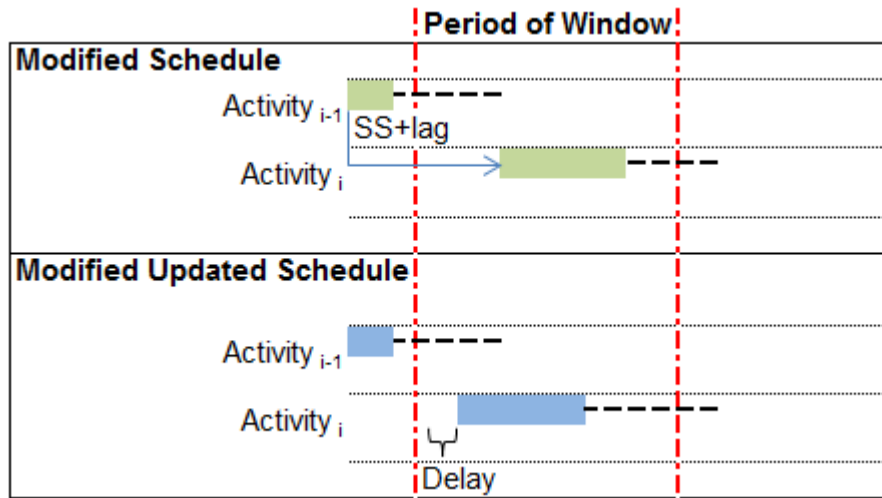 Period of Window
Modified Schedule
Activity i-1
SS+lag
Activity i
Modified Updated Schedule
Activity i-1
Activity i
Delay